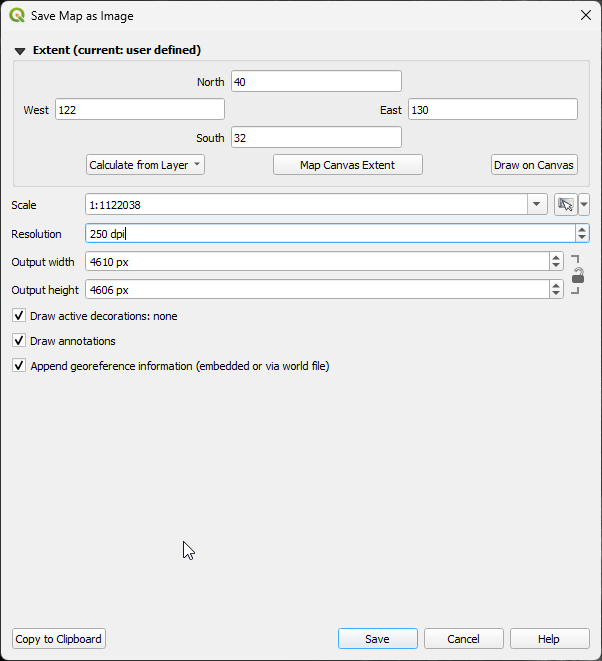 Save Map as Image
Extent (current: user defined)
North 40
West 122 East 130
South 32
Calculate from Layer Map Canvas Extent Draw on Canvas
Scale 1:1122038
Resolution 250 dpi
Output width 4610 px
Output height 4606 px
Draw active decorations: none
Draw annotations
Append georeference information (embedded or via world file)
Copy to Clipboard Save Cancel Help